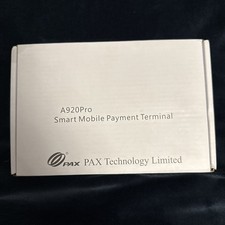 A920Pro
Smart Mobile Payment Terminal
PAX PAX Technology Limited